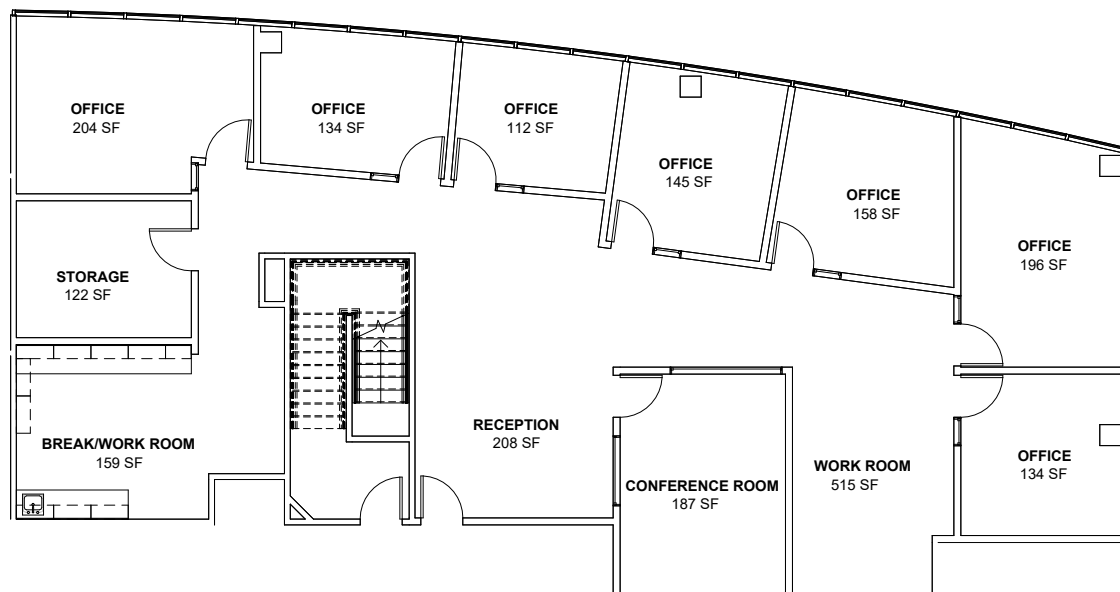 OFFICE
204 SF
OFFICE
134 SF
OFFICE
112 SF
OFFICE
145 SF
OFFICE
158 SF
OFFICE
196 SF
STORAGE
122 SF
BREAK/WORK ROOM
159 SF
RECEPTION
208 SF
CONFERENCE ROOM
187 SF
WORK ROOM
515 SF
OFFICE
134 SF